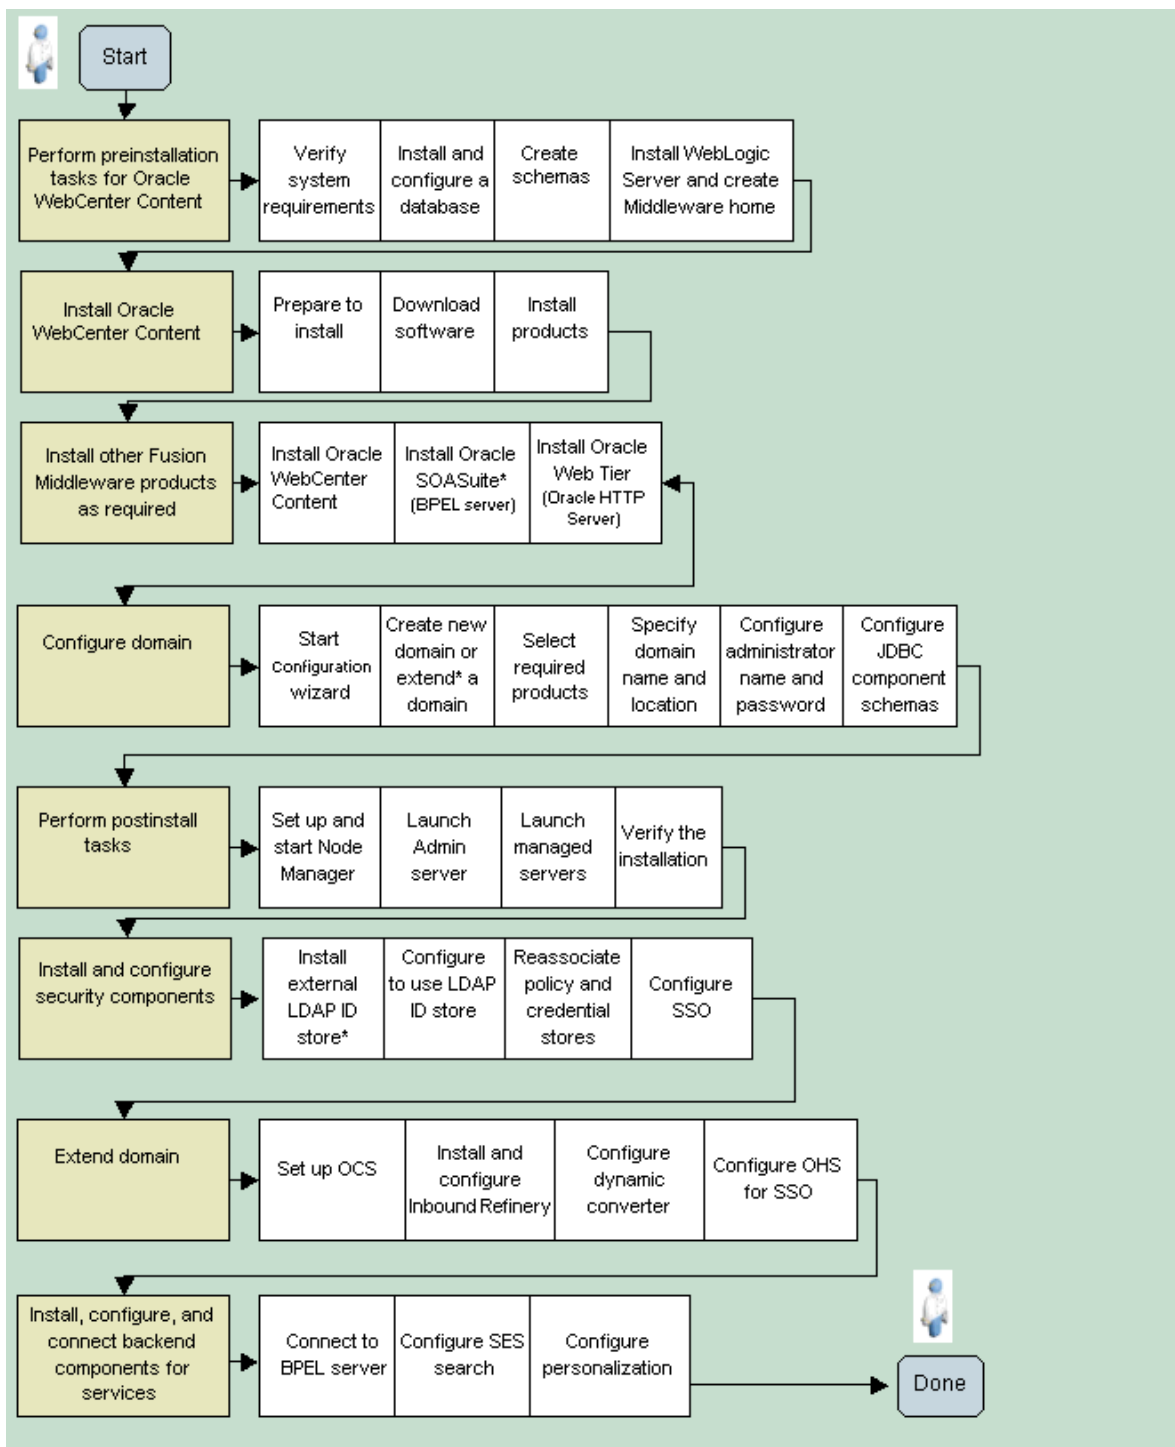 Start
Perform preinstallation
tasks for Oracle
WebCenter Content
Verify
system
requirements
Install and
configure a
database
Create
schemas
Install WebLogic
Server and create
Middleware home
Install Oracle
WebCenter Content
Prepare to
install
Download
software
Install
products
Install other Fusion
Middleware products
as required
Install Oracle
WebCenter
Content
Install Oracle
SOASuite*
(BPEL server)
Install Oracle
Web Tier
(Oracle HTTP
Server)
Configure domain
Start
Configuration
wizard
Create new
domain or
extend* a
domain
Select
required
products
Specify
domain
name and
location
Configure
administrator
name and
password
Configure
JDBC
component
schemas
Perform postinstall
tasks
Set up and
start Node
Manager
Launch
Admin
server
Launch
managed
servers
Verify the
installation
Install and configure
security components
Install
external
LDAP ID
store*
Configure
to use LDAP
ID store
Reassociate
policy and
credential
stores
Configure
SSO
Extend domain
Set up OCS
Install and
configure
Inbound Refinery
Configure
dynamic
converter
Configure OHS
for SSO
Install, configure, and
connect backend
components for
services
Connect to
BPEL server
Configure SES
search
Configure
personalization
Done